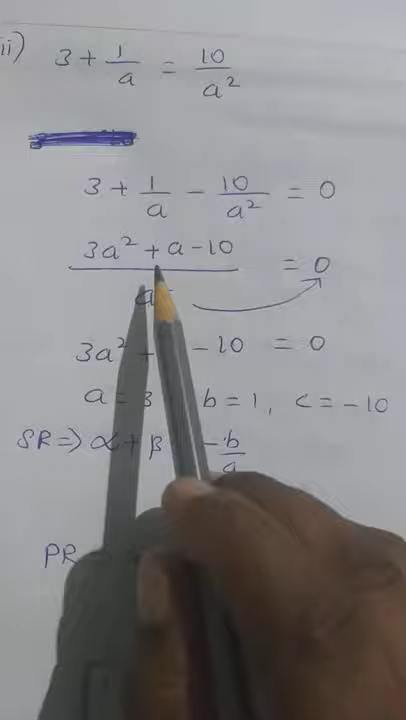 ii) 3 + 1/a = 10/a²
3 + 1/a - 10/a² = 0
3a² + a - 10 / a = 0
3a² + - 10 = 0
a = 3 b = 1, c = -10
SR => α + β - b/a
PR